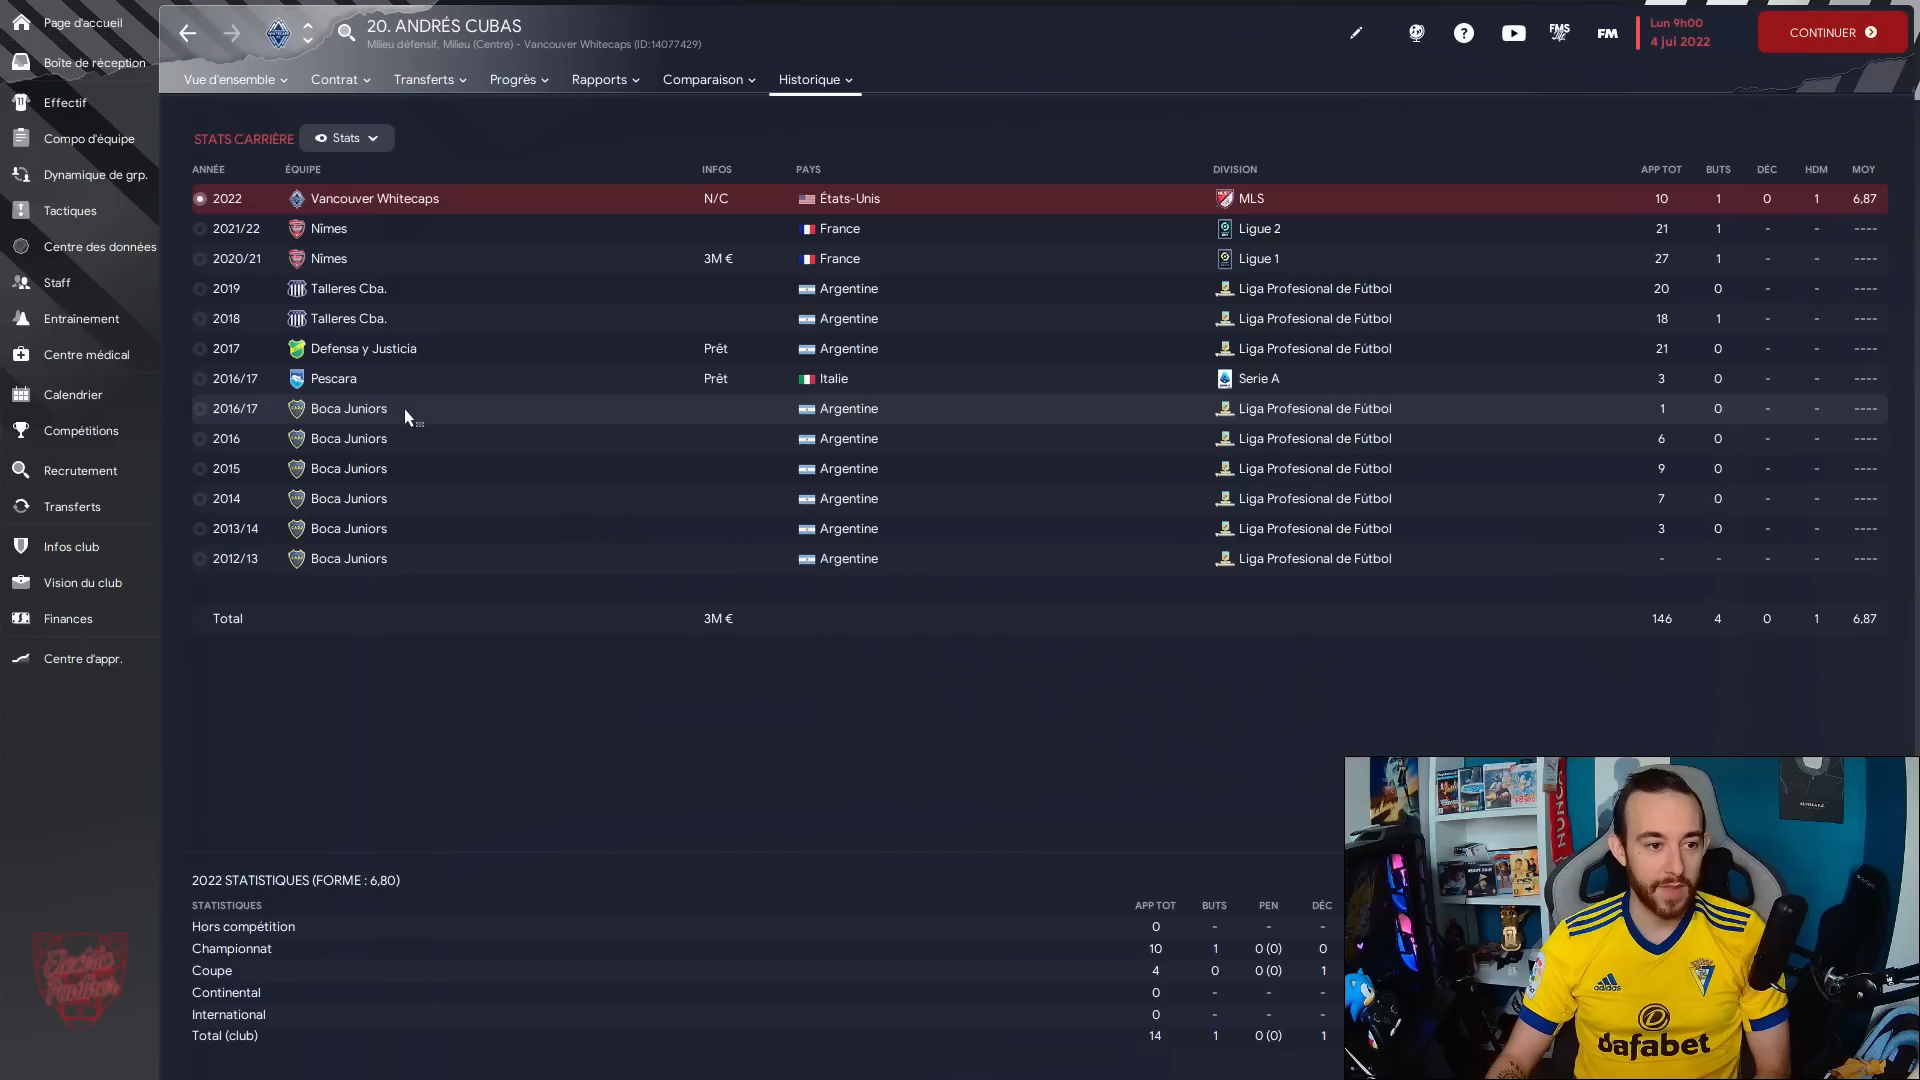 Page d'accueil
Boîte de réception
Effectif
Compo d'équipe
Dynamique de grp.
Tactiques
Centre des données
Staff
Entraînement
Centre médical
Calendrier
Compétitions
Recrutement
Transferts
Infos club
Vision du club
Finances
Centre d'appr.
20. ANDRÉS CUBAS
Milieu défensif, Milieu (Centre) - Vancouver Whitecaps (ID:14077429)
FMS
FM
Lun 9h00
4 jui 2022
CONTINUER
Vue d'ensemble Contrat Transferts Progrès Rapports Comparaison Historique
STATS CARRIÈRE Stats
ANNÉE ÉQUIPE INFOS PAYS DIVISION APP TOT BUTS DÉC HDM MOY
2022 Vancouver Whitecaps N/C États-Unis MLS 10 1 0 1 6,87
2021/22 Nîmes France Ligue 2 21 1 - - ----
2020/21 Nîmes 3M € France Ligue 1 27 1 - - ----
2019 Talleres Cba. Argentine Liga Profesional de Fútbol 20 0 - - ----
2018 Talleres Cba. Argentine Liga Profesional de Fútbol 18 1 - - ----
2017 Defensa y Justicia Prêt Argentine Liga Profesional de Fútbol 21 0 - - ----
2016/17 Pescara Prêt Italie Serie A 3 0 - - ----
2016/17 Boca Juniors Argentine Liga Profesional de Fútbol 1 0 - - ----
2016 Boca Juniors Argentine Liga Profesional de Fútbol 6 0 - - ----
2015 Boca Juniors Argentine Liga Profesional de Fútbol 9 0 - - ----
2014 Boca Juniors Argentine Liga Profesional de Fútbol 7 0 - - ----
2013/14 Boca Juniors Argentine Liga Profesional de Fútbol 3 0 - - ----
2012/13 Boca Juniors Argentine Liga Profesional de Fútbol - - - - ----
Total 3M € 146 4 0 1 6,87
2022 STATISTIQUES (FORME : 6,80)
STATISTIQUES APP TOT BUTS PEN DÉC
Hors compétition 0 - - -
Championnat 10 1 0 (0) 0
Coupe 4 0 0 (0) 1
Continental 0 - - -
International 0 - - -
Total (club) 14 1 0 (0) 1
Electric Panther
NUNCA
SEVILLA F.C.
adidas
dafabet